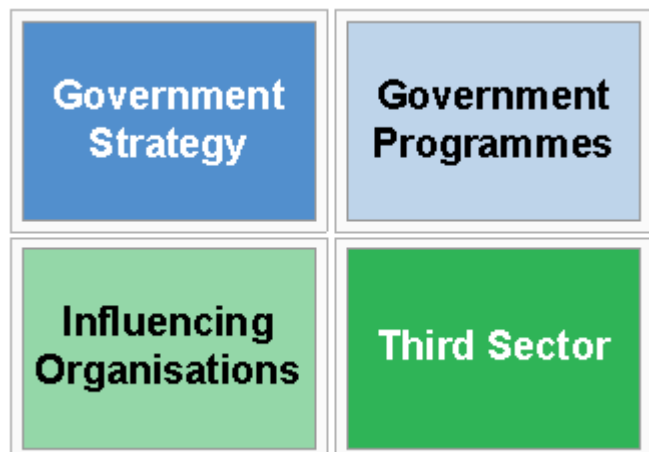 Government
Strategy
Government
Programmes
Influencing
Organisations
Third Sector